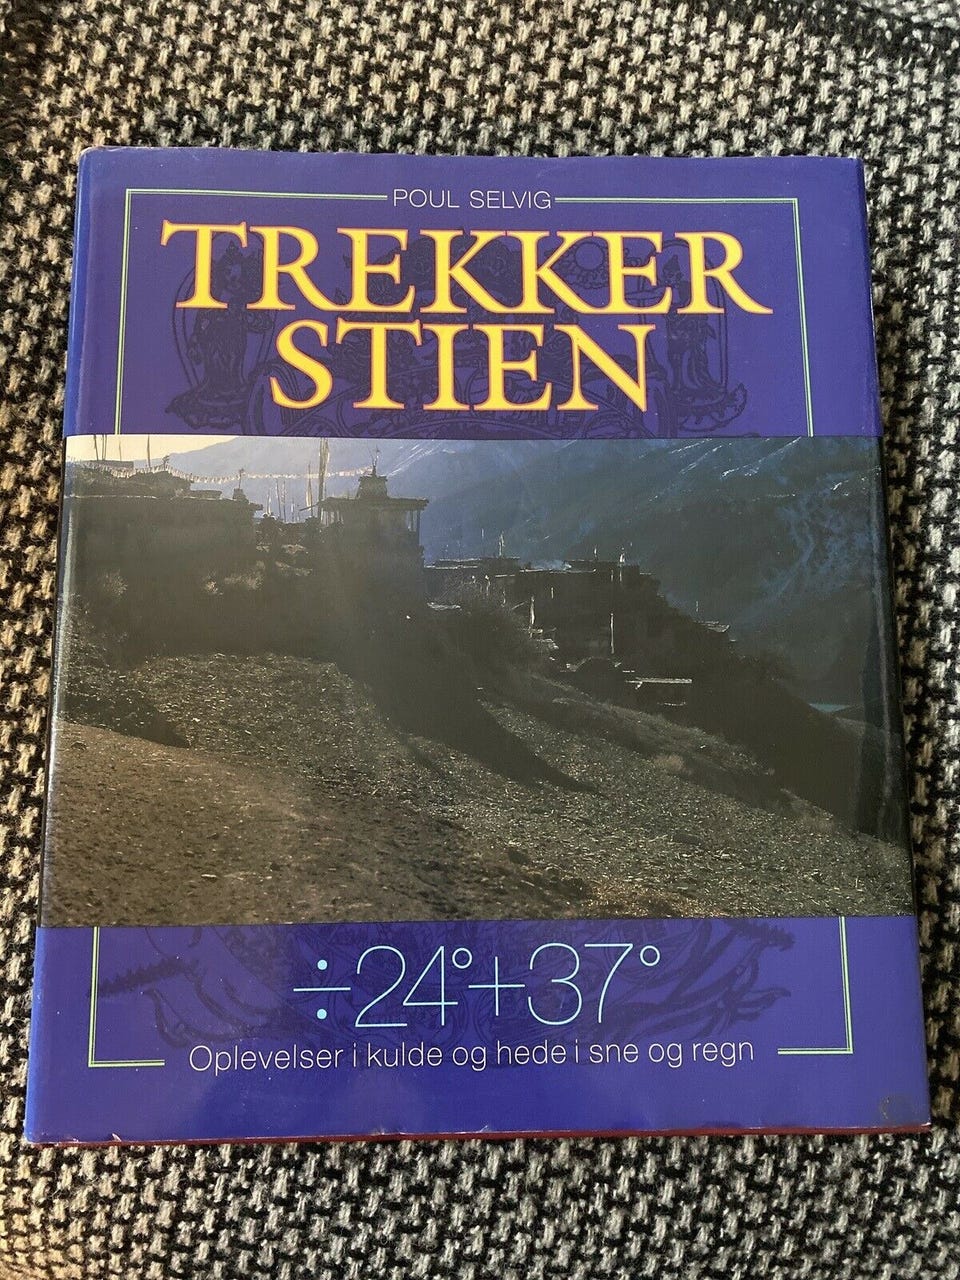 POUL SELVIG
TREKKER
STIEN
÷24°+37°
Oplevelser i kulde og hede i sne og regn